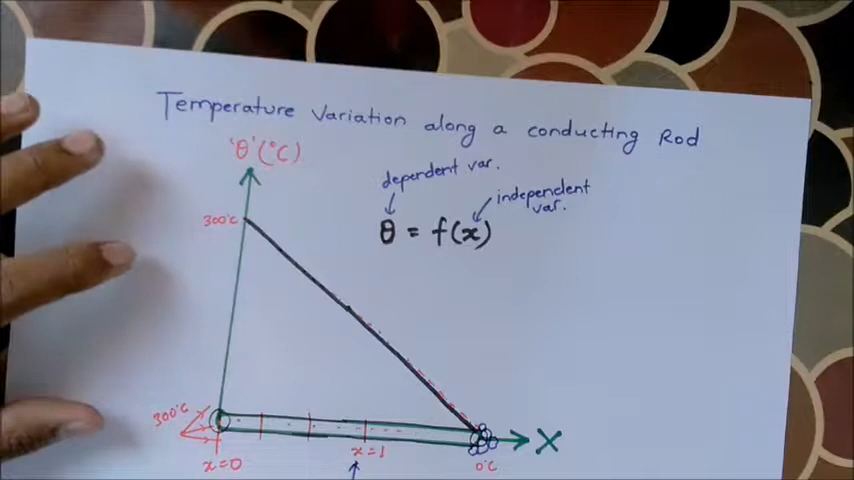 Temperature Variation along a conducting Rod
'θ' (°C)
dependent var.
independent
var.
300°C
θ = f(x)
300°C
x=0
x=1
0°C
X